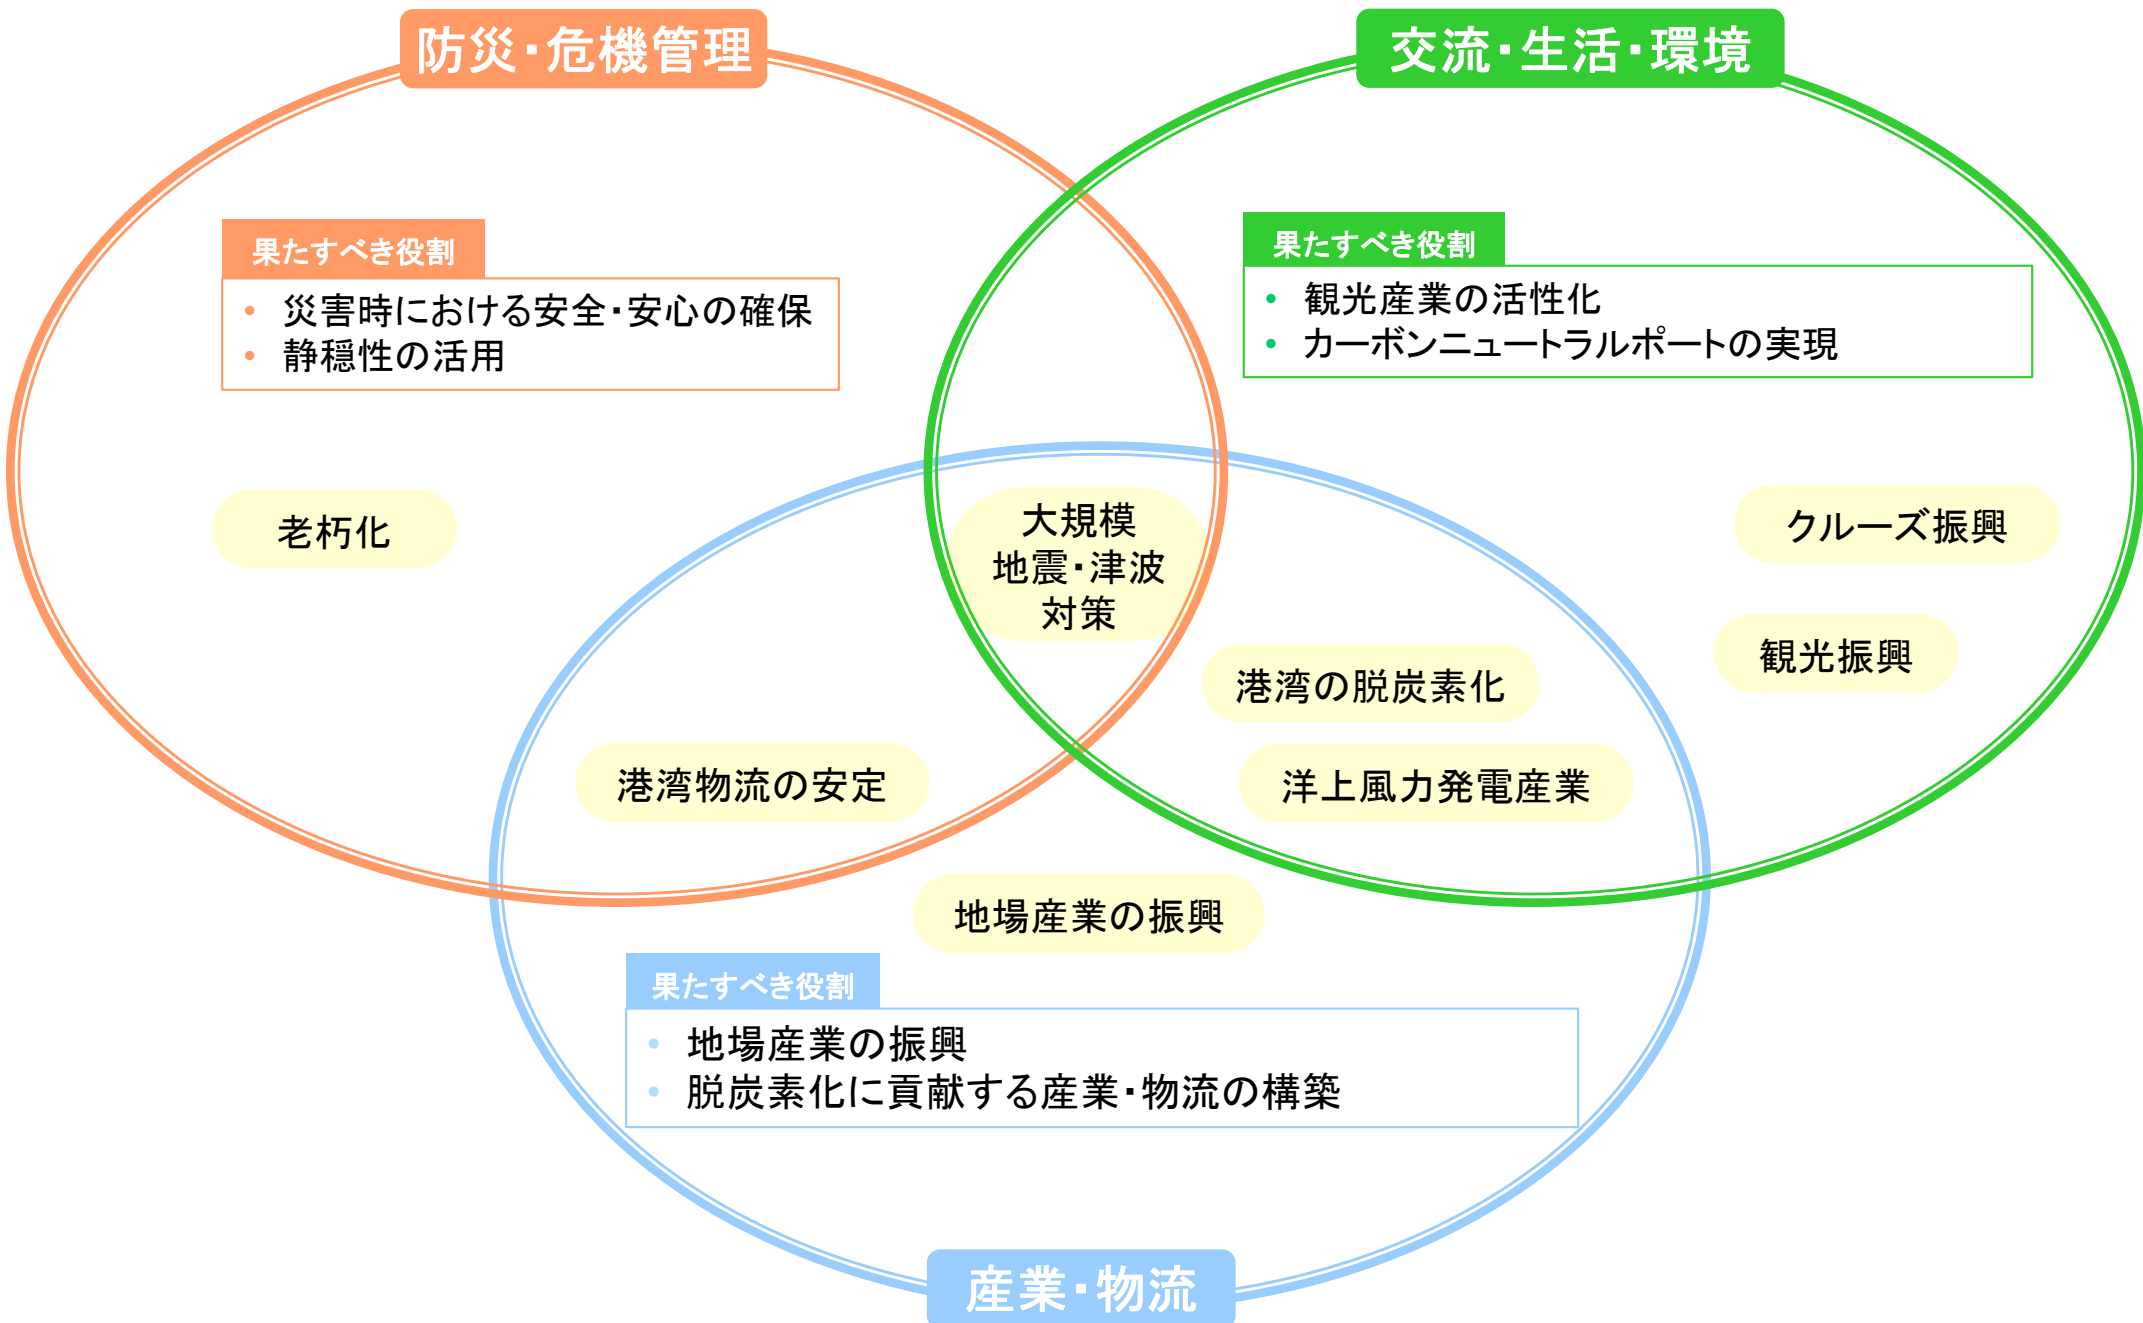 防災・危機管理
交流・生活・環境
果たすべき役割
• 災害時における安全・安心の確保
• 静穏性の活用
果たすべき役割
• 観光産業の活性化
• カーボンニュートラルポートの実現
老朽化
大規模
地震・津波
対策
クルーズ振興
観光振興
港湾の脱炭素化
港湾物流の安定
洋上風力発電産業
地場産業の振興
果たすべき役割
• 地場産業の振興
• 脱炭素化に貢献する産業・物流の構築
産業・物流